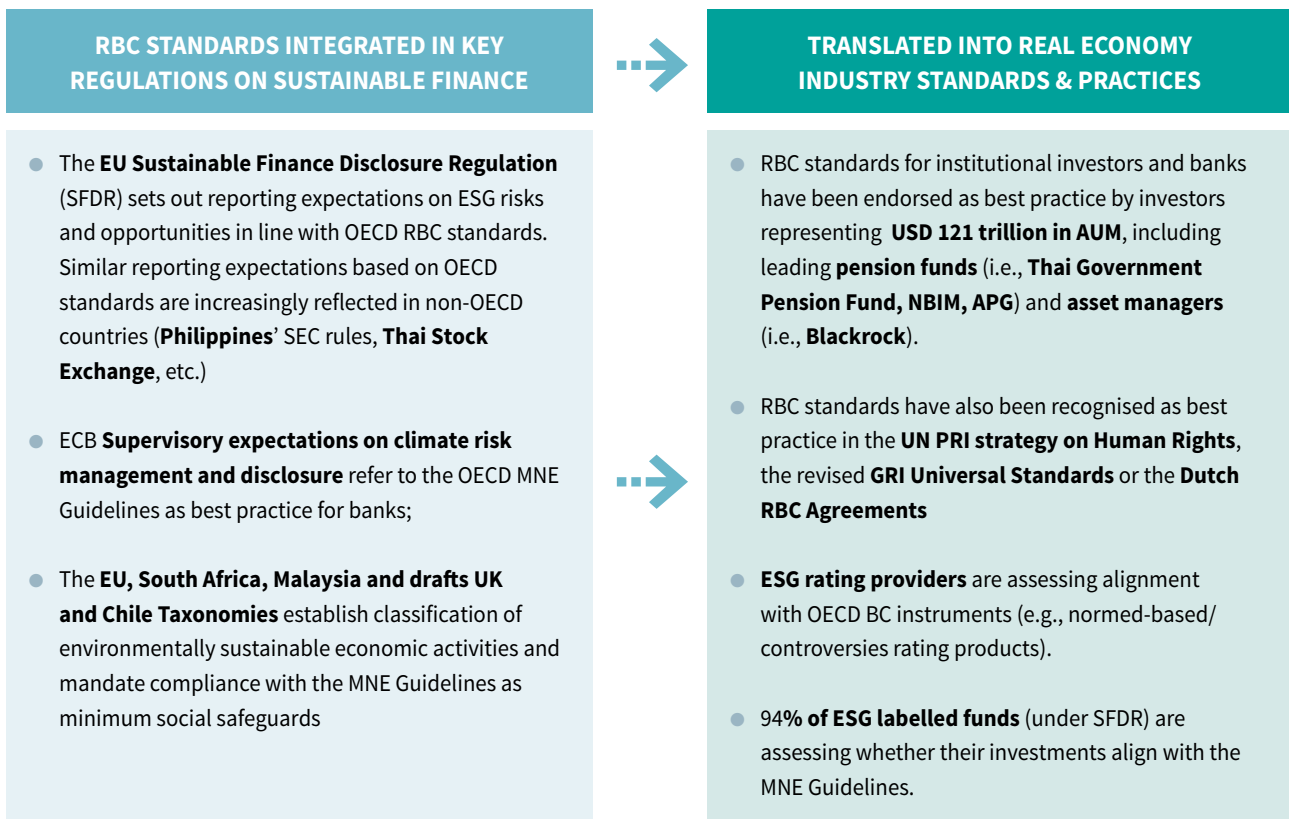 RBC STANDARDS INTEGRATED IN KEY
REGULATIONS ON SUSTAINABLE FINANCE
The EU Sustainable Finance Disclosure Regulation
(SFDR) sets out reporting expectations on ESG risks
and opportunities in line with OECD RBC standards.
Similar reporting expectations based on OECD
standards are increasingly reflected in non-OECD
countries (Philippines’ SEC rules, Thai Stock
Exchange, etc.)
ECB Supervisory expectations on climate risk
management and disclosure refer to the OECD MNE
Guidelines as best practice for banks;
The EU, South Africa, Malaysia and drafts UK
and Chile Taxonomies establish classification of
environmentally sustainable economic activities and
mandate compliance with the MNE Guidelines as
minimum social safeguards
TRANSLATED INTO REAL ECONOMY
INDUSTRY STANDARDS & PRACTICES
RBC standards for institutional investors and banks
have been endorsed as best practice by investors
representing USD 121 trillion in AUM, including
leading pension funds (i.e., Thai Government
Pension Fund, NBIM, APG) and asset managers
(i.e., Blackrock).
RBC standards have also been recognised as best
practice in the UN PRI strategy on Human Rights,
the revised GRI Universal Standards or the Dutch
RBC Agreements
ESG rating providers are assessing alignment
with OECD BC instruments (e.g., normed-based/
controversies rating products).
94% of ESG labelled funds (under SFDR) are
assessing whether their investments align with the
MNE Guidelines.